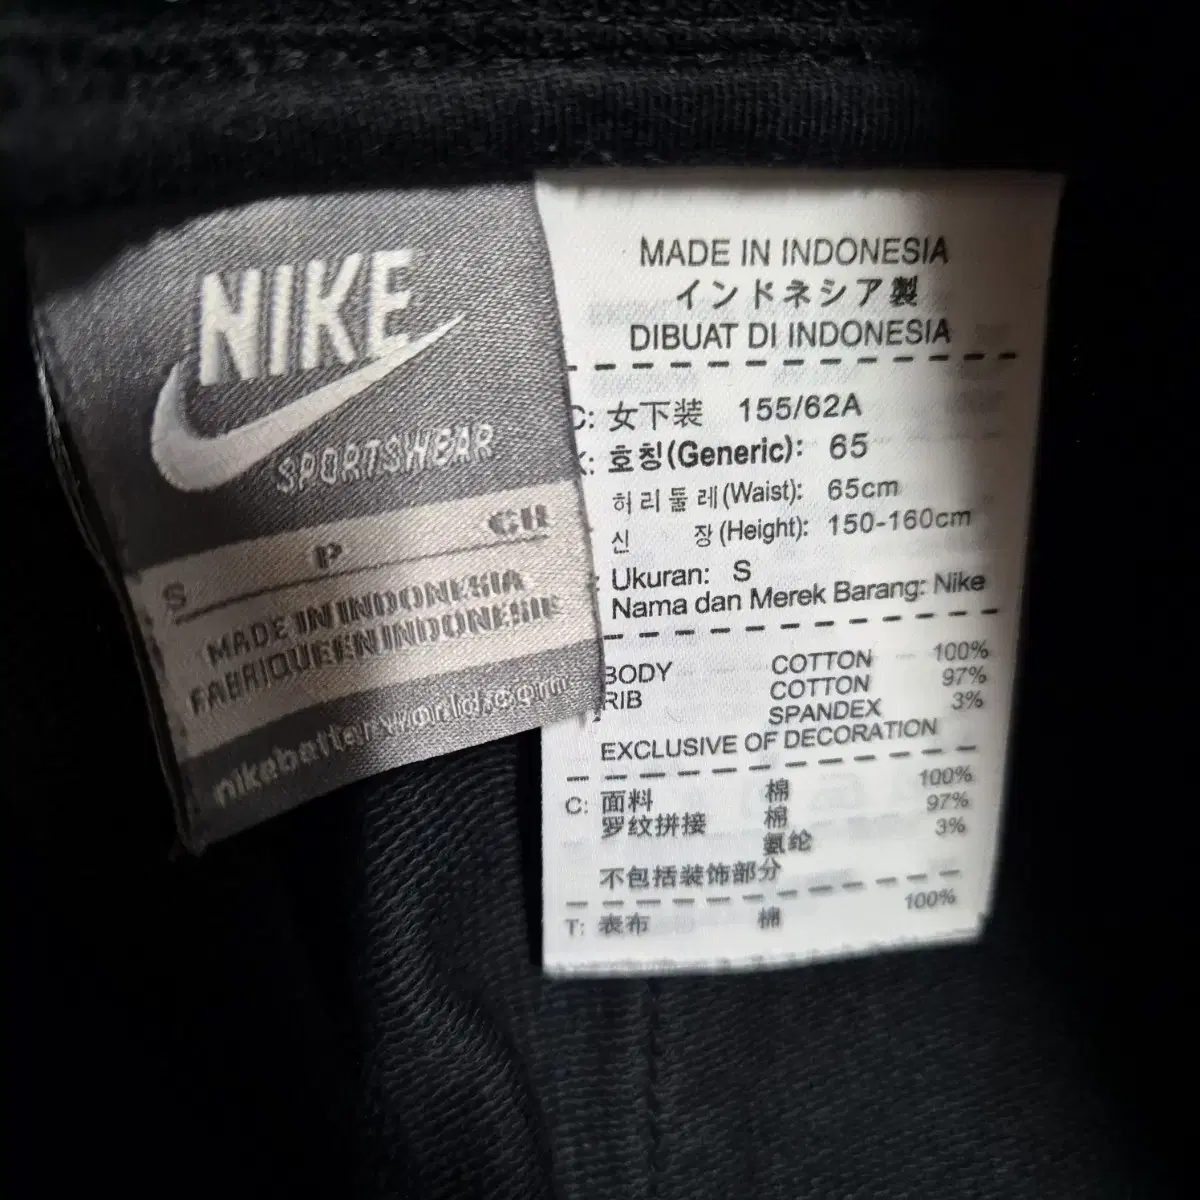 NIKE
SPORTSWEAR
S P CH
MADE IN INDONESIA
FABRIQUE EN INDONESIE
nikebetterworld.com
MADE IN INDONESIA
インドネシア製
DIBUAT DI INDONESIA
C: 女下装 155/62A
K: 호칭(Generic): 65
허리둘레(Waist): 65cm
신 장(Height): 150-160cm
Ukuran: S
Nama dan Merek Barang: Nike
BODY COTTON 100%
RIB COTTON 97%
SPANDEX 3%
EXCLUSIVE OF DECORATION
C: 面料 棉 100%
罗纹拼接 棉 97%
氨纶 3%
不包括装饰部分
T: 表布 棉 100%